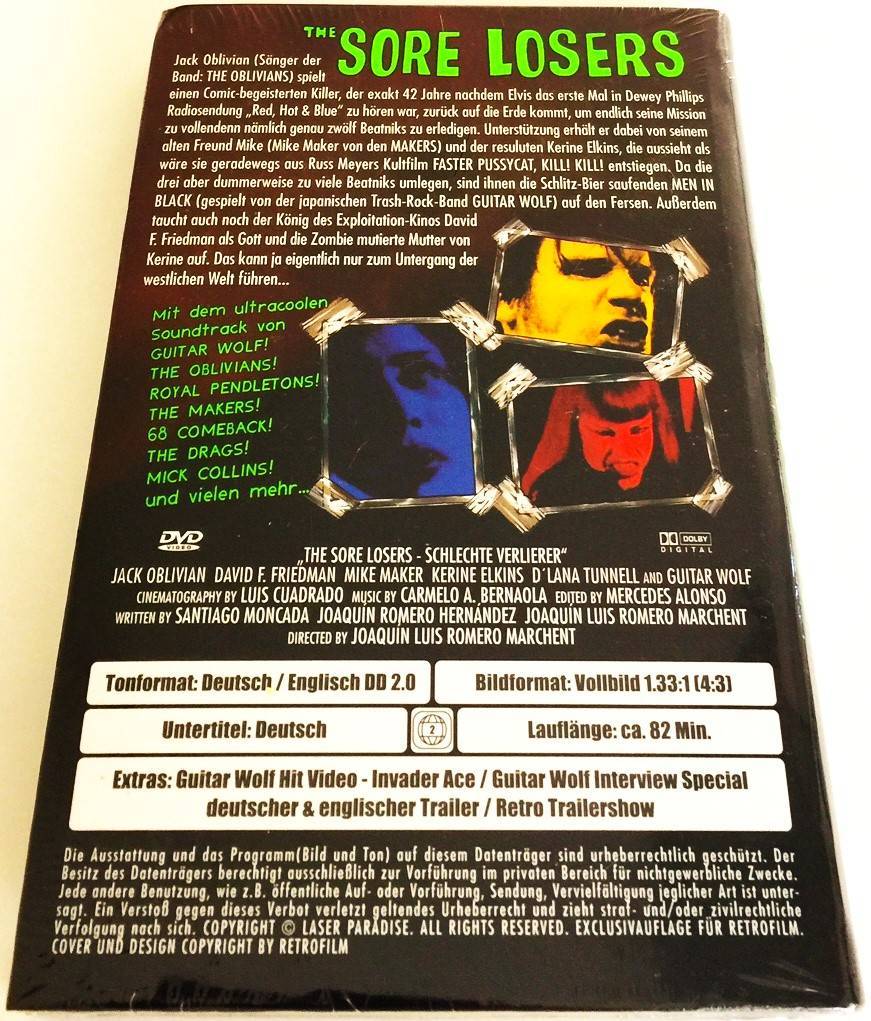 THE SORE LOSERS
Jack Oblivian (Sönger der
Band: THE OBLIVIANS) spielt
einen Comic-begeisterten Killer, der exakt 42 Jahre nachdem Elvis das erste Mal in Dewey Phillips
Radiosendung „Red, Hot & Blue" zu hören war, zurück auf die Erde kommt, um endlich seine Mission
zu vollendenn nämlich genau zwölf Beatniks zu erledigen. Unterstützung erhält er dabei von seinem
alten Freund Mike (Mike Maker von den MAKERS) und der resuluten Kerine Elkins, die aussieht als
wäre sie geradewegs aus Russ Meyers Kultfilm FASTER PUSSYCAT, KILL! KILL! entstiegen. Da die
drei aber dummerweise zu viele Beatniks umlegen, sind ihnen die Schlitz-Bier saufenden MEN IN
BLACK (gespielt von der japanischen Trash-Rock-Band GUITAR WOLF) auf den Fersen. Außerdem
taucht auch noch der König des Exploitation-Kinos David
F. Friedman als Gott und die Zombie mutierte Mutter von
Kerine auf. Das kann ja eigentlich nur zum Untergang der
westlichen Welt führen...
Mit dem ultracoolen
Soundtrack von
GUITAR WOLF!
THE OBLIVIANS!
ROYAL PENDLETONS!
THE MAKERS!
68 COMEBACK!
THE DRAGS!
MICK COLLINS!
und vielen mehr...
DVD
VIDEO
DOLBY
DIGITAL
„THE SORE LOSERS - SCHLECHTE VERLIERER"
JACK OBLIVIAN DAVID F. FRIEDMAN MIKE MAKER KERINE ELKINS D´LANA TUNNELL AND GUITAR WOLF
CINEMATOGRAPHY BY LUIS CUADRADO MUSIC BY CARMELO A. BERNAOLA EDITED BY MERCEDES ALONSO
WRITTEN BY SANTIAGO MONCADA JOAQUÍN ROMERO HERNÁNDEZ JOAQUÍN LUIS ROMERO MARCHENT
DIRECTED BY JOAQUÍN LUIS ROMERO MARCHENT
Tonformat: Deutsch / Englisch DD 2.0
Bildformat: Vollbild 1.33:1 (4:3)
Untertitel: Deutsch
2
Lauflänge: ca. 82 Min.
Extras: Guitar Wolf Hit Video - Invader Ace / Guitar Wolf Interview Special
deutscher & englischer Trailer / Retro Trailershow
Die Ausstattung und das Programm(Bild und Ton) auf diesem Datenträger sind urheberrechtlich geschützt. Der
Besitz des Datenträgers berechtigt ausschließlich zur Vorführung im privaten Bereich für nichtgewerbliche Zwecke.
Jede andere Benutzung, wie z.B. öffentliche Auf- oder Vorführung, Sendung, Vervielfältigung jeglicher Art ist unter-
sagt. Ein Verstoß gegen dieses Verbot verletzt geltendes Urheberrecht und zieht straf- und/oder zivilrechtliche
Verfolgung nach sich. COPYRIGHT © LASER PARADISE. ALL RIGHTS RESERVED. EXCLUSIVAUFLAGE FÜR RETROFILM.
COVER UND DESIGN COPYRIGHT BY RETROFILM